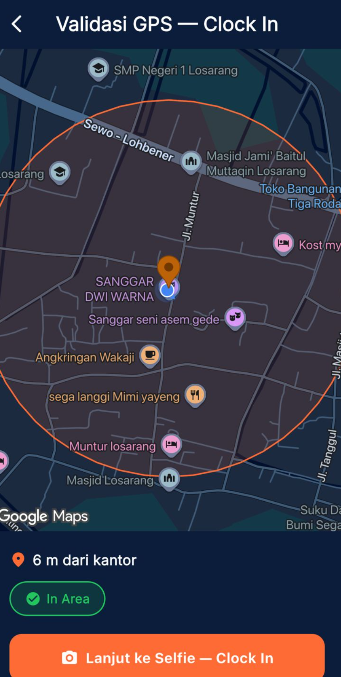 Validasi GPS — Clock In
SMP Negeri 1 Losarang
Sewo - Lohbener
Masjid Jami' Baitul
Muttaqin Losarang
osarang
Toko Bangunan
Tiga Roda
Jl. Muntur
Kost my
SANGGAR
DWI WARNA
Sanggar seni asem gede
Angkringan Wakaji
sega langgi Mimi yayeng
Muntur losarang
Jl. Tanggul
Masjid Losarang
Suku Da
Bumi Sega
Google Maps
6 m dari kantor
In Area
Lanjut ke Selfie — Clock In